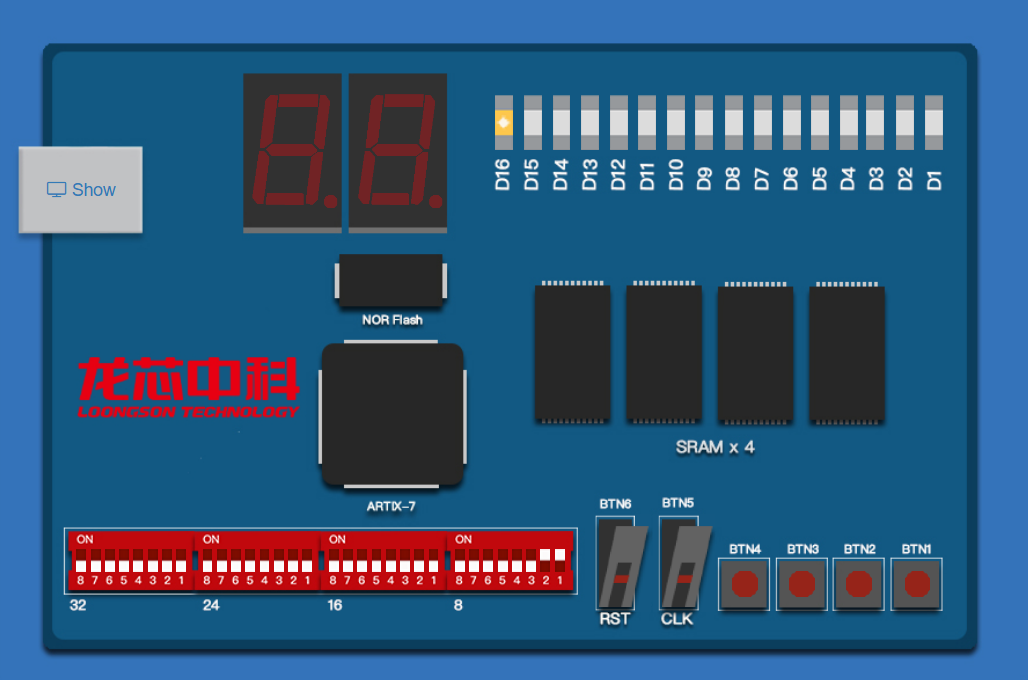 D16 D15 D14 D13 D12 D11 D10 D9 D8 D7 D6 D5 D4 D3 D2 D1
Show
NOR Flash
龙芯中科
LOONGSON TECHNOLOGY
SRAM x 4
ARTIX-7
BTN6 BTN5
ON ON ON ON
BTN4 BTN3 BTN2 BTN1
8 7 6 5 4 3 2 1 8 7 6 5 4 3 2 1 8 7 6 5 4 3 2 1 8 7 6 5 4 3 2 1
32 24 16 8
RST CLK